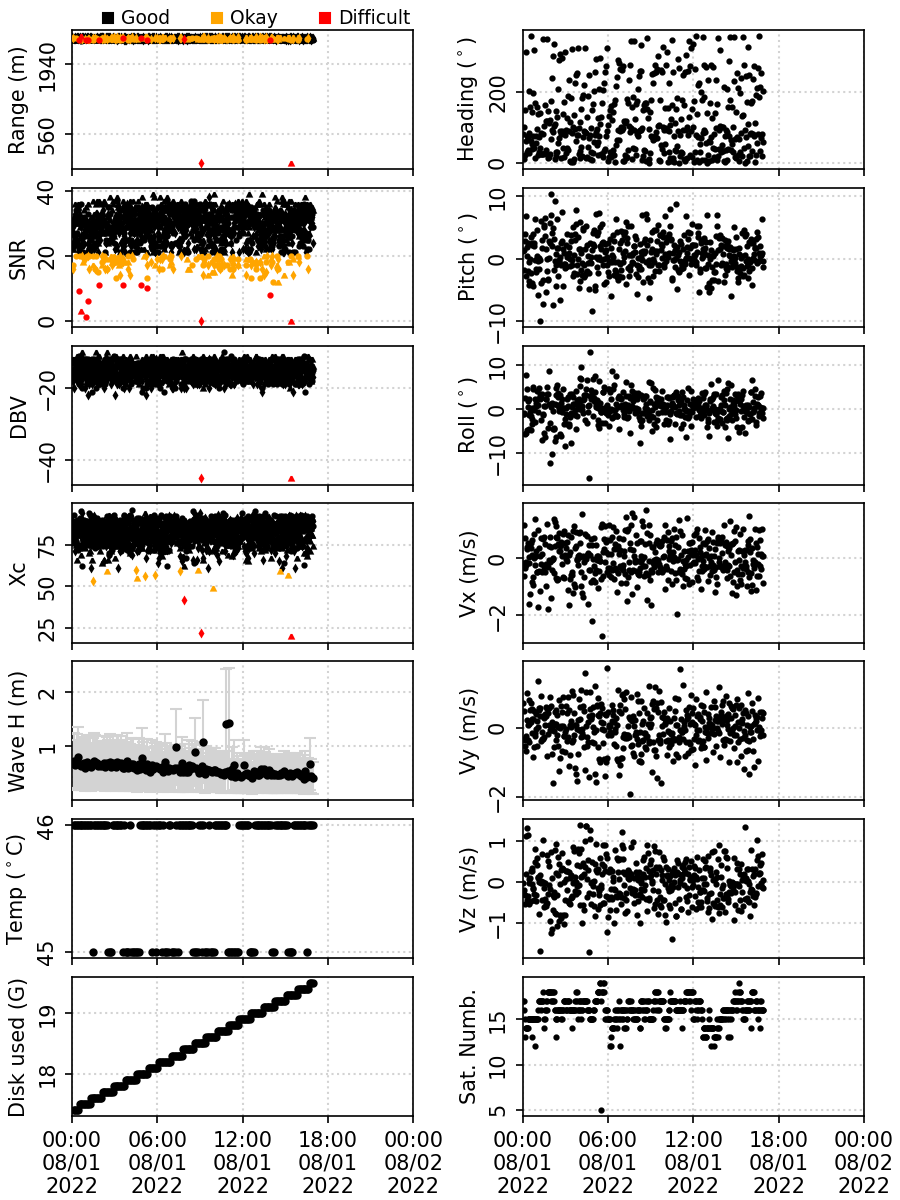 Good Okay Difficult
Range (m)
1940
560
Heading (°)
200
0
SNR
40
20
0
Pitch (°)
10
0
−10
DBV
−20
−40
Roll (°)
10
0
−10
Xc
75
50
25
Vx (m/s)
0
−2
Wave H (m)
2
1
Vy (m/s)
0
−2
Temp (°C)
46
45
Vz (m/s)
1
0
−1
Disk used (G)
19
18
Sat. Numb.
15
10
5
00:00 06:00 12:00 18:00 00:00
08/01 08/01 08/01 08/01 08/02
2022 2022 2022 2022 2022
00:00 06:00 12:00 18:00 00:00
08/01 08/01 08/01 08/01 08/02
2022 2022 2022 2022 2022